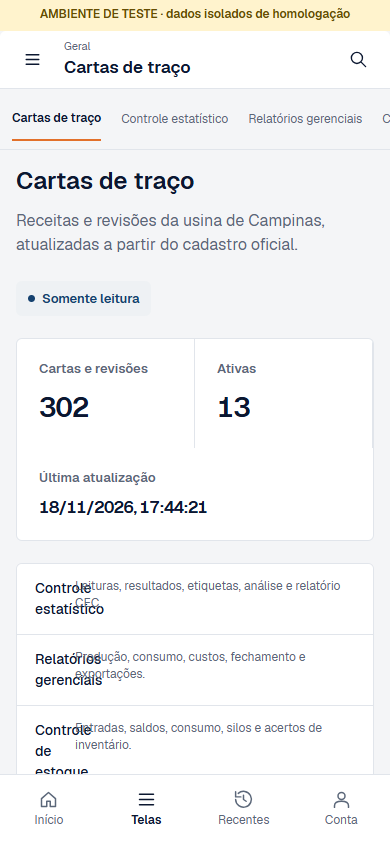 AMBIENTE DE TESTE · dados isolados de homologação
Geral
Cartas de traço
Cartas de traço Controle estatístico Relatórios gerenciais C
Cartas de traço
Receitas e revisões da usina de Campinas,
atualizadas a partir do cadastro oficial.
Somente leitura
Cartas e revisões Ativas
302 13
Última atualização
18/11/2026, 17:44:21
Controle
estatístico
Leituras, resultados, etiquetas, análise e relatório
CEC.
Relatórios
gerenciais
Produção, consumo, custos, fechamento e
exportações.
Controle
de
estoque
Entradas, saldos, consumo, silos e acertos de
inventário.
Início Telas Recentes Conta